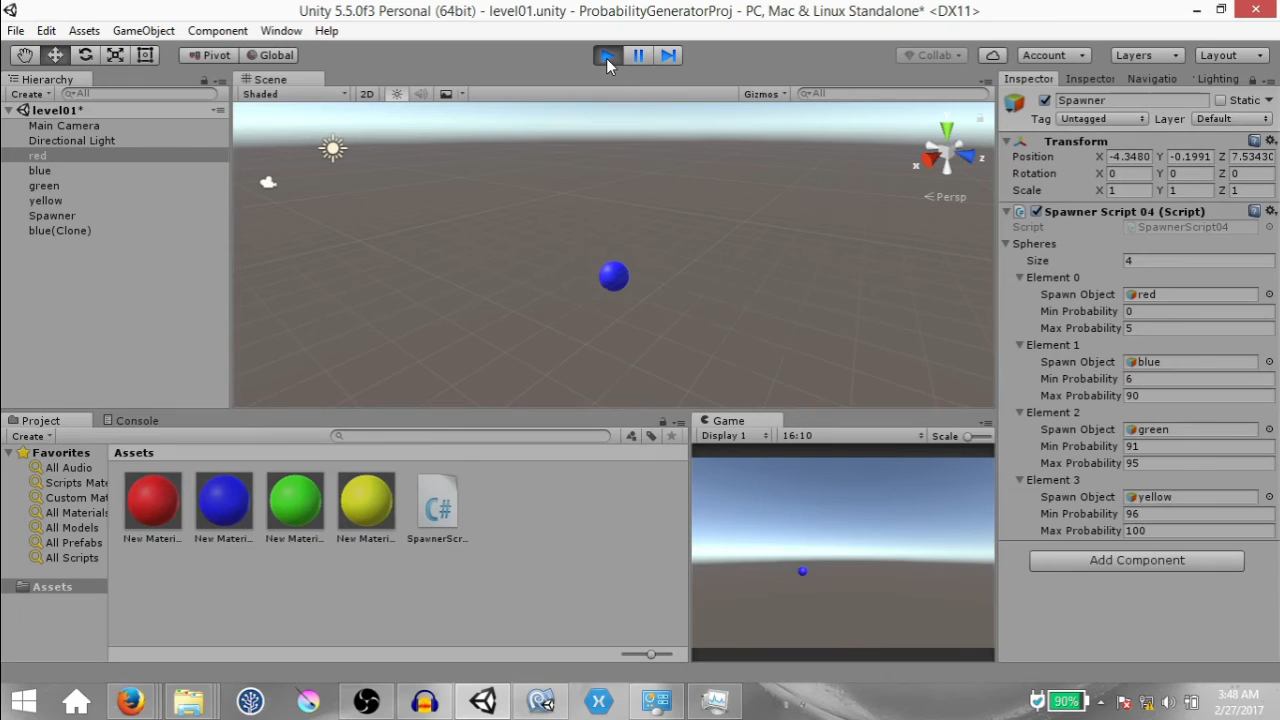 Unity 5.5.0f3 Personal (64bit) - level01.unity - ProbabilityGeneratorProj - PC, Mac & Linux Standalone* <DX11>
File Edit Assets GameObject Component Window Help
Pivot Global Collab Account Layers Layout
Hierarchy
Create All
level01*
Main Camera
Directional Light
red
blue
green
yellow
Spawner
blue(Clone)
Scene
Shaded 2D Gizmos All
x z
Persp
Inspector Inspector Navigatio Lighting
Spawner Static
Tag Untagged Layer Default
Transform
Position X -4.3480 Y -0.1991 Z 7.5343
Rotation X 0 Y 0 Z 0
Scale X 1 Y 1 Z 1
Spawner Script 04 (Script)
Script SpawnerScript04
Spheres
Size 4
Element 0
Spawn Object red
Min Probability 0
Max Probability 5
Element 1
Spawn Object blue
Min Probability 6
Max Probability 90
Element 2
Spawn Object green
Min Probability 91
Max Probability 95
Element 3
Spawn Object yellow
Min Probability 96
Max Probability 100
Add Component
Project Console
Create
Favorites
All Audio
Scripts Mate
Custom Mat
All Materials
All Models
All Prefabs
All Scripts
Assets
Assets
New Materi... New Materi... New Materi... New Materi... SpawnerScr...
C#
Game
Display 1 16:10 Scale
90%
3:48 AM
2/27/2017